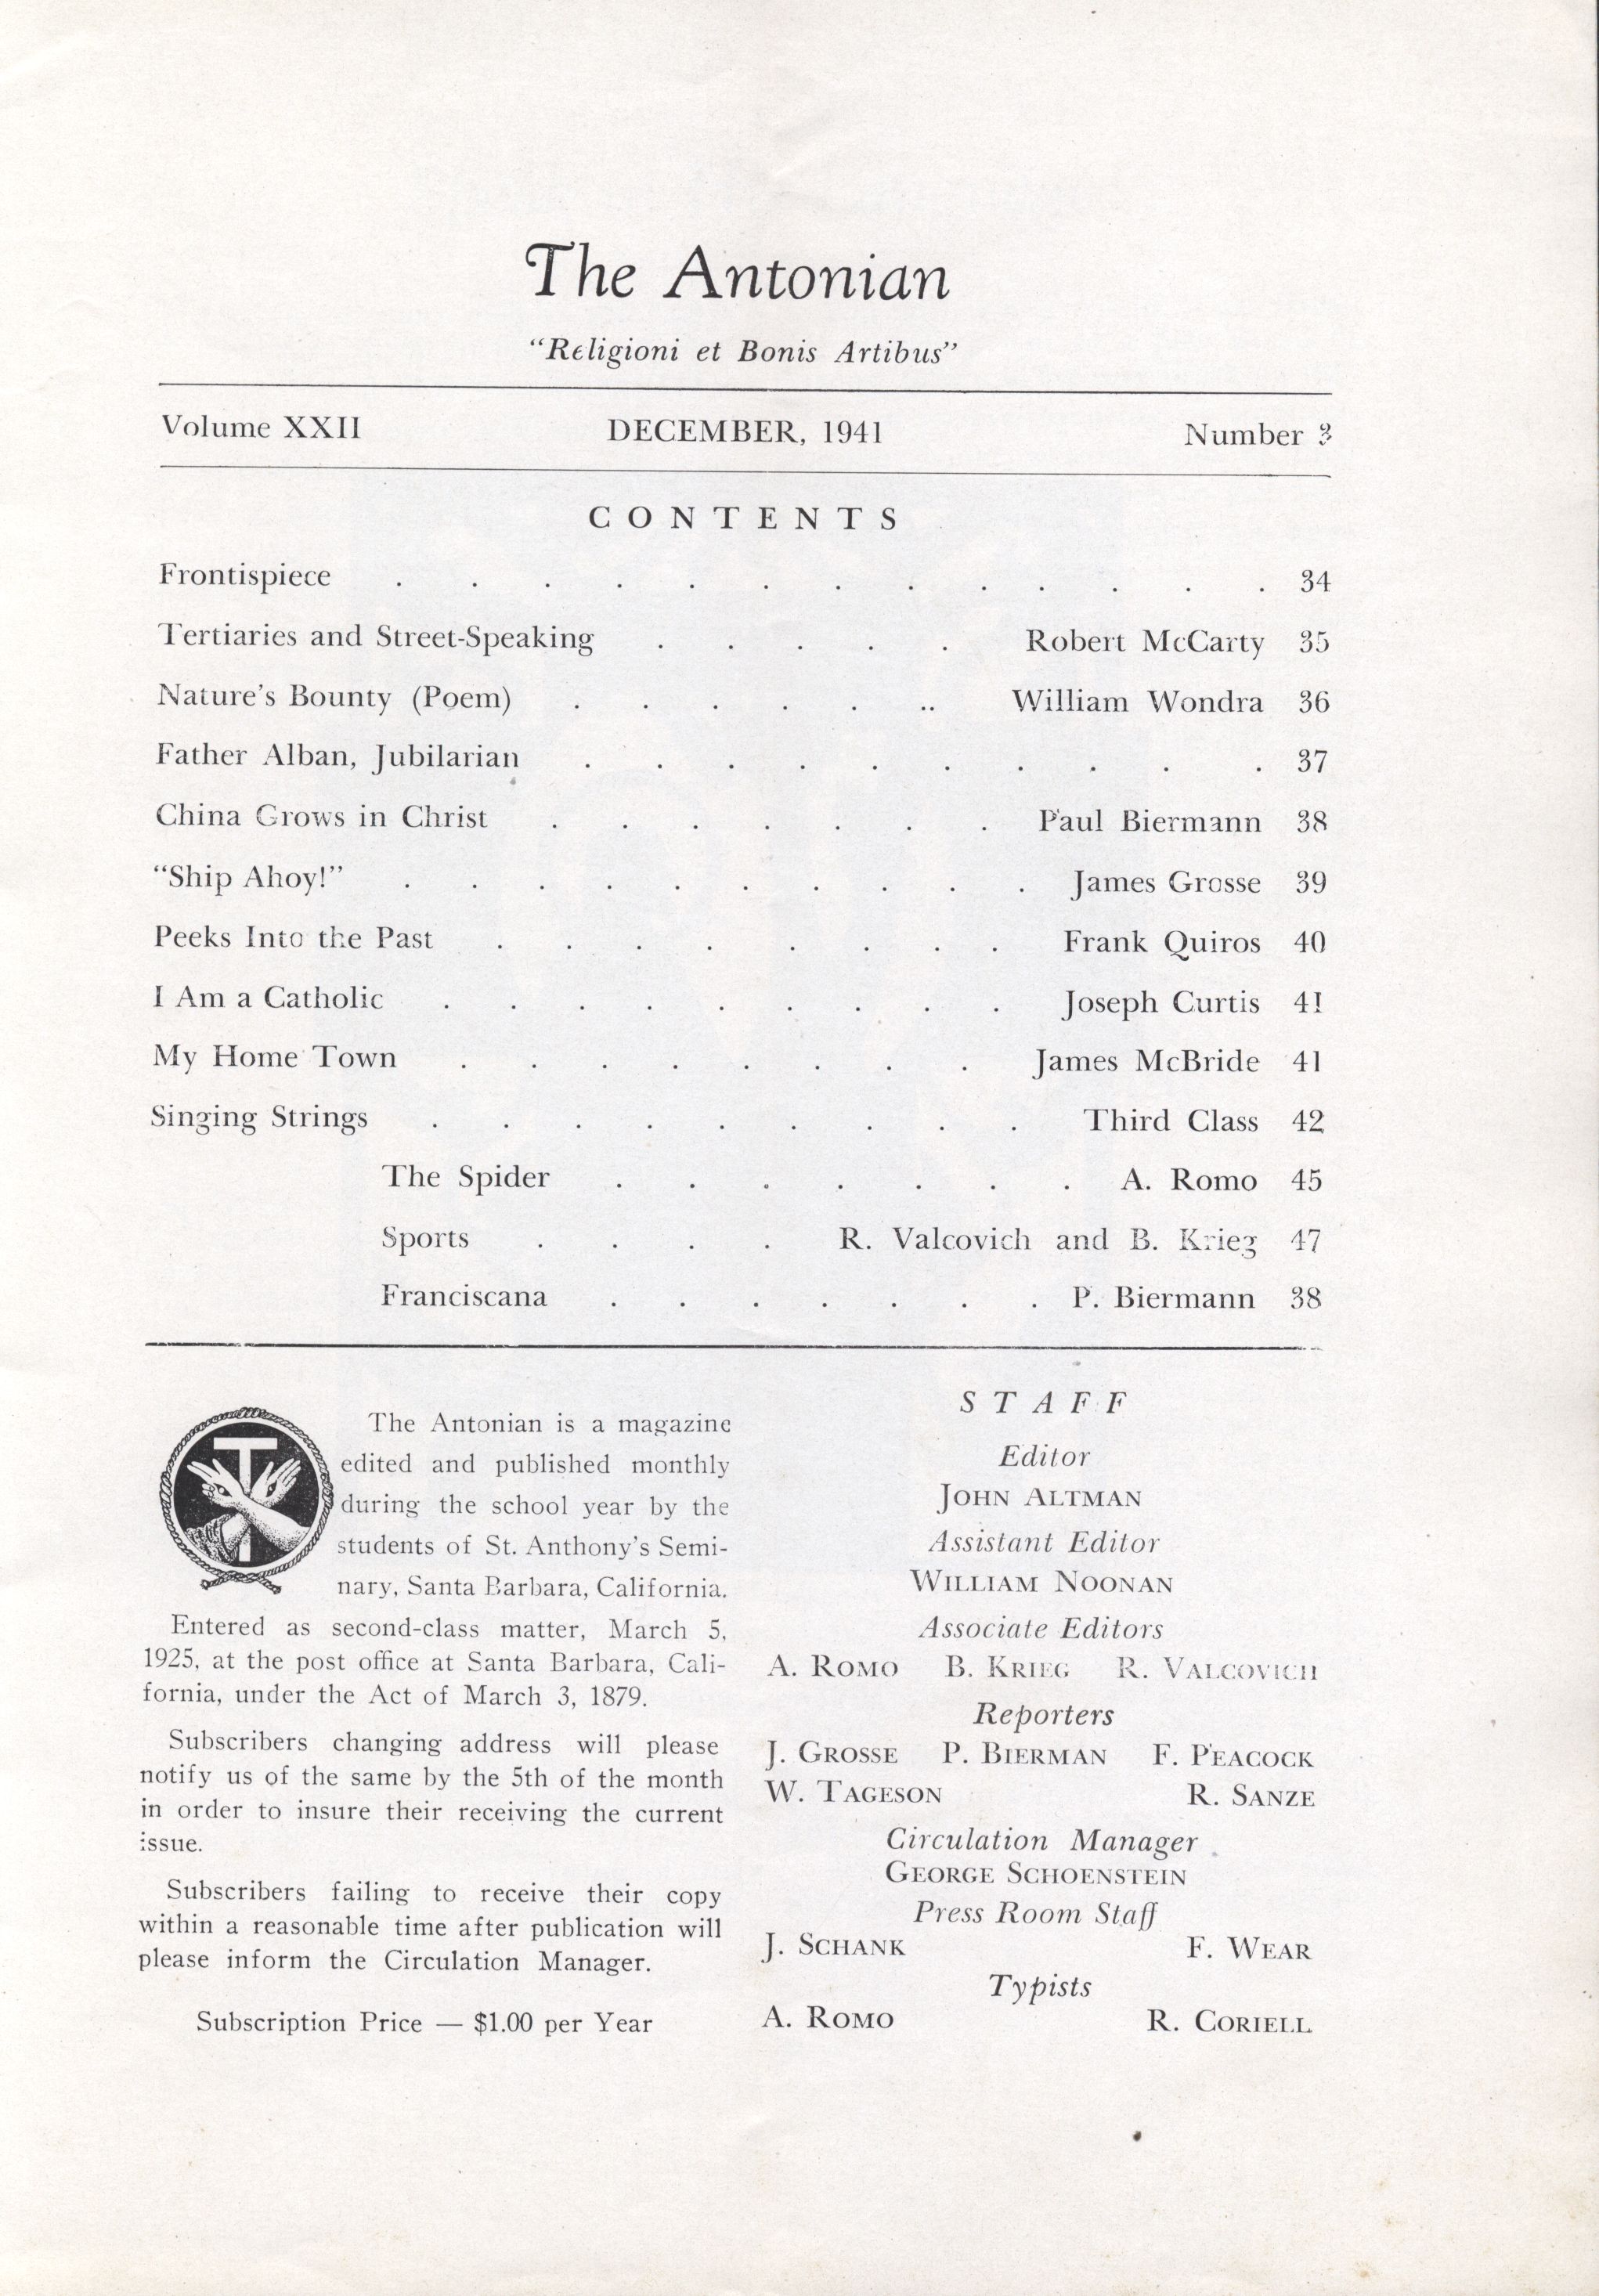 The Antonian
“Religioni et Bonis Artibus”
Volume XXII DECEMBER, 1941 Number 3
CONTENTS
Frontispiece . . . . . . . . . . . . . 34
Tertiaries and Street-Speaking . . . . . Robert McCarty 35
Nature’s Bounty (Poem) . . . . . .. William Wondra 36
Father Alban, Jubilarian . . . . . . . . . . 37
China Grows in Christ . . . . . . . Paul Biermann 38
“Ship Ahoy!” . . . . . . . . . . James Grosse 39
Peeks Into the Past . . . . . . . . Frank Quiros 40
I Am a Catholic . . . . . . . . . Joseph Curtis 41
My Home Town . . . . . . . . James McBride 41
Singing Strings . . . . . . . . . Third Class 42
The Spider . . . . . . . A. Romo 45
Sports . . . . R. Valcovich and B. Krieg 47
Franciscana . . . . . . . P. Biermann 38
The Antonian is a magazine
edited and published monthly
during the school year by the
students of St. Anthony’s Semi-
nary, Santa Barbara, California.
Entered as second-class matter, March 5,
1925, at the post office at Santa Barbara, Cali-
fornia, under the Act of March 3, 1879.
Subscribers changing address will please
notify us of the same by the 5th of the month
in order to insure their receiving the current
issue.
Subscribers failing to receive their copy
within a reasonable time after publication will
please inform the Circulation Manager.
Subscription Price — $1.00 per Year
STAFF
Editor
JOHN ALTMAN
Assistant Editor
WILLIAM NOONAN
Associate Editors
A. ROMO B. KRIEG R. VALCOVICH
Reporters
J. GROSSE P. BIERMAN F. PEACOCK
W. TAGESON R. SANZE
Circulation Manager
GEORGE SCHOENSTEIN
Press Room Staff
J. SCHANK F. WEAR
Typists
A. ROMO R. CORIELL